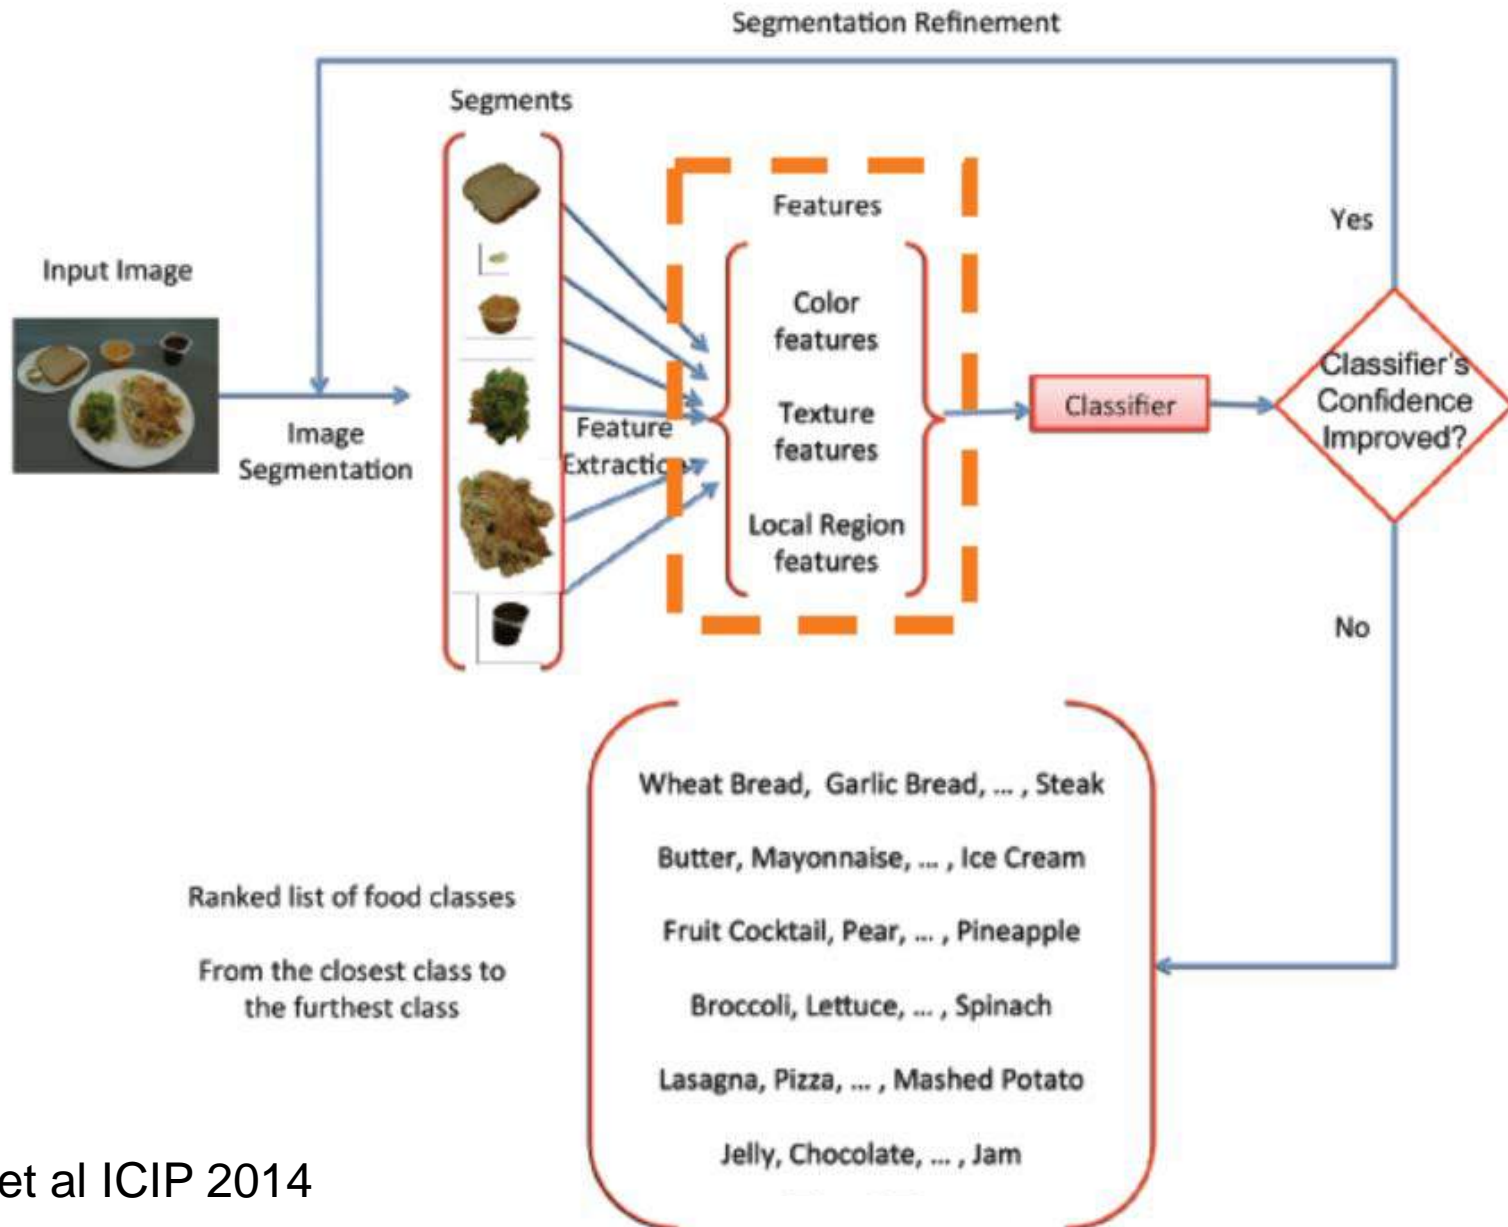 Segmentation Refinement
Segments
Features
Yes
Input Image
Color
features
Classifier's
Confidence
Improved?
Classifier
Texture
features
Image
Segmentation
Feature
Extraction
Local Region
features
No
Wheat Bread, Garlic Bread, ... , Steak
Butter, Mayonnaise, ... , Ice Cream
Ranked list of food classes
Fruit Cocktail, Pear, ... , Pineapple
From the closest class to
the furthest class
Broccoli, Lettuce, ... , Spinach
Lasagna, Pizza, ... , Mashed Potato
Jelly, Chocolate, ... , Jam
et al ICIP 2014